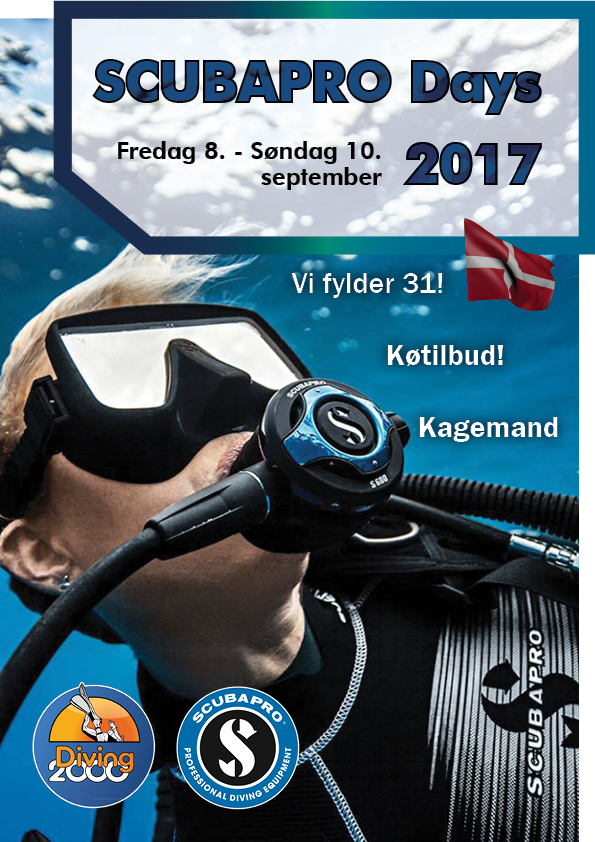 SCUBAPRO Days
Fredag 8. - Søndag 10.
september
2017
Vi fylder 31!
Køtilbud!
Kagemand
SCUBAPRO
S
S600
SCUBAPRO
Diving
2000
SCUBAPRO®
S
PROFESSIONAL DIVING EQUIPMENT